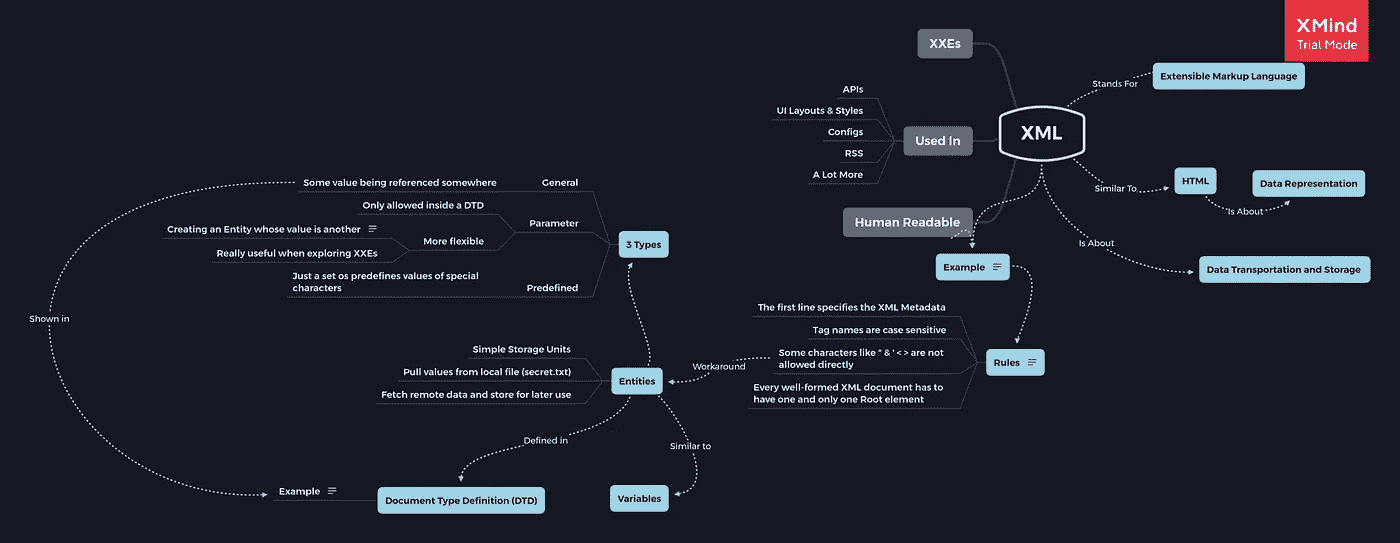 XMind
Trial Mode
XXEs
Stands For
Extensible Markup Language
XML
APIs
UI Layouts & Styles
Configs
RSS
A Lot More
Used In
Similar To
HTML
Is About
Data Representation
Human Readable
Is About
Data Transportation and Storage
Example
Some value being referenced somewhere
General
Only allowed inside a DTD
Parameter
Creating an Entity whose value is another
More flexible
Really useful when exploring XXEs
3 Types
Just a set os predefines values of special
characters
Predefined
Shown in
The first line specifies the XML Metadata
Tag names are case sensitive
Some characters like " & ' < > are not
allowed directly
Every well-formed XML document has to
have one and only one Root element
Rules
Workaround
Simple Storage Units
Pull values from local file (secret.txt)
Fetch remote data and store for later use
Entities
Defined in
Similar to
Example
Document Type Definition (DTD)
Variables